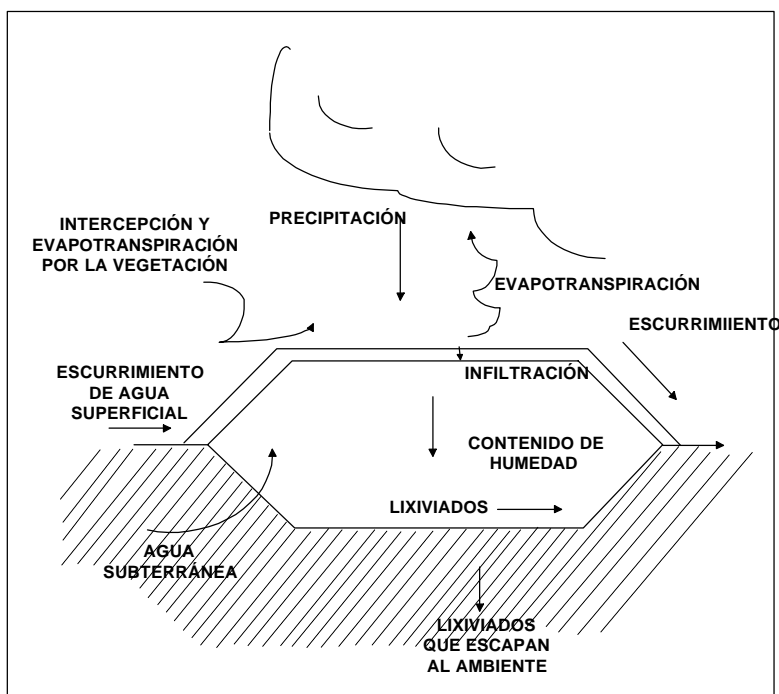 PRECIPITACIÓN
INTERCEPCIÓN Y
EVAPOTRANSPIRACIÓN
POR LA VEGETACIÓN
EVAPOTRANSPIRACIÓN
ESCURRIMIIENTO
ESCURRIMIENTO
DE AGUA
SUPERFICIAL
INFILTRACIÓN
CONTENIDO DE
HUMEDAD
LIXIVIADOS
AGUA
SUBTERRÁNEA
LIXIVIADOS
QUE ESCAPAN
AL AMBIENTE